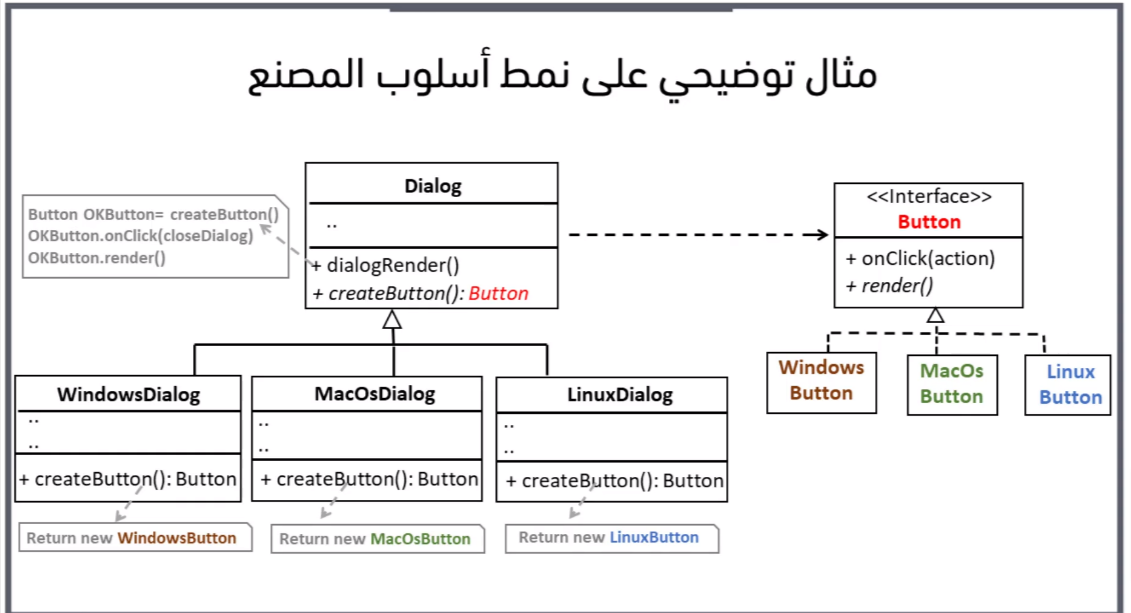 مثال توضيحي على نمط أسلوب المصنع
Button OKButton= createButton()
OKButton.onClick(closeDialog)
OKButton.render()
Dialog
..
+ dialogRender()
+ createButton(): Button
<<Interface>>
Button
+ onClick(action)
+ render()
Windows
Button
MacOs
Button
Linux
Button
WindowsDialog
..
..
+ createButton(): Button
Return new WindowsButton
MacOsDialog
..
..
+ createButton(): Button
Return new MacOsButton
LinuxDialog
..
..
+ createButton(): Button
Return new LinuxButton